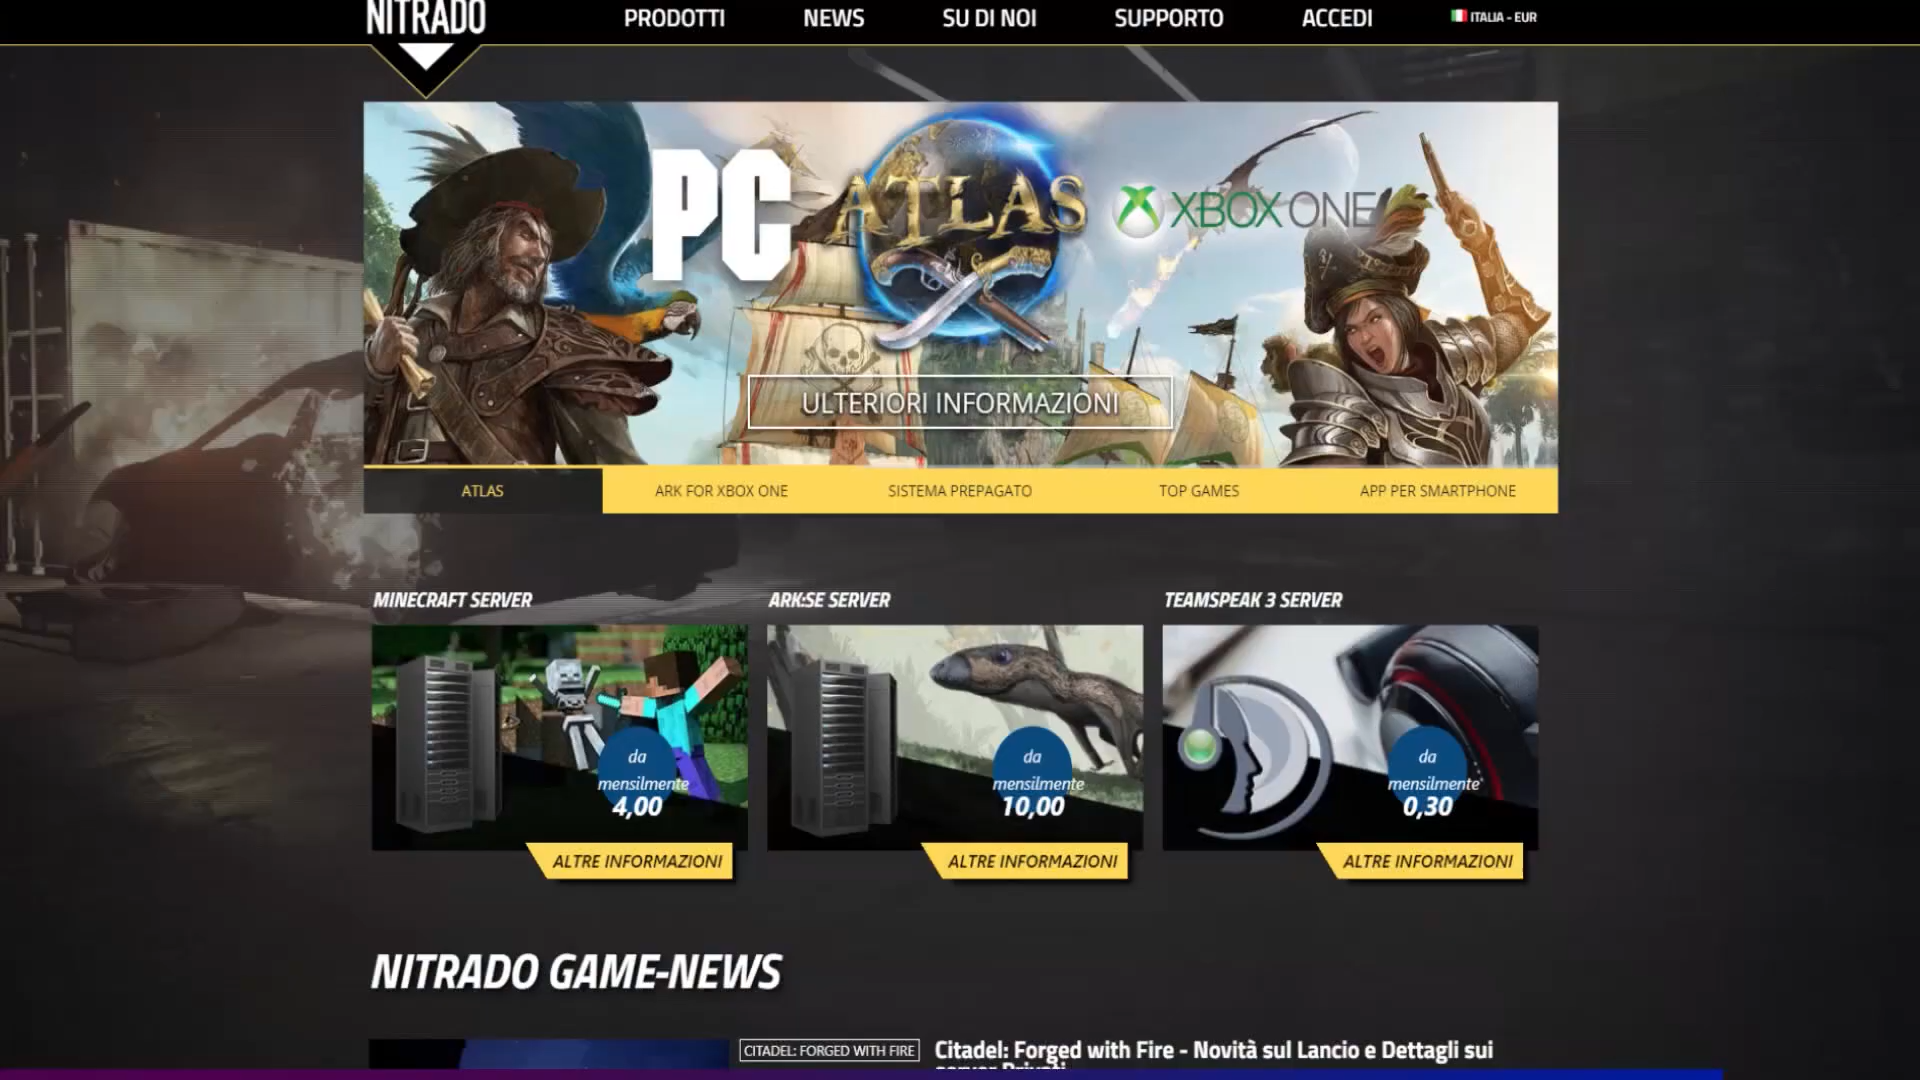 NITRADO
PRODOTTI
NEWS
SU DI NOI
SUPPORTO
ACCEDI
ITALIA - EUR
PC
ATLAS
XBOX ONE
ULTERIORI INFORMAZIONI
ATLAS
ARK FOR XBOX ONE
SISTEMA PREPAGATO
TOP GAMES
APP PER SMARTPHONE
MINECRAFT SERVER
da
mensilmente
4,00
ALTRE INFORMAZIONI
ARK:SE SERVER
da
mensilmente
10,00
ALTRE INFORMAZIONI
TEAMSPEAK 3 SERVER
da
mensilmente
0,30
ALTRE INFORMAZIONI
NITRADO GAME-NEWS
CITADEL: FORGED WITH FIRE
Citadel: Forged with Fire - Novità sul Lancio e Dettagli sui
server Privati